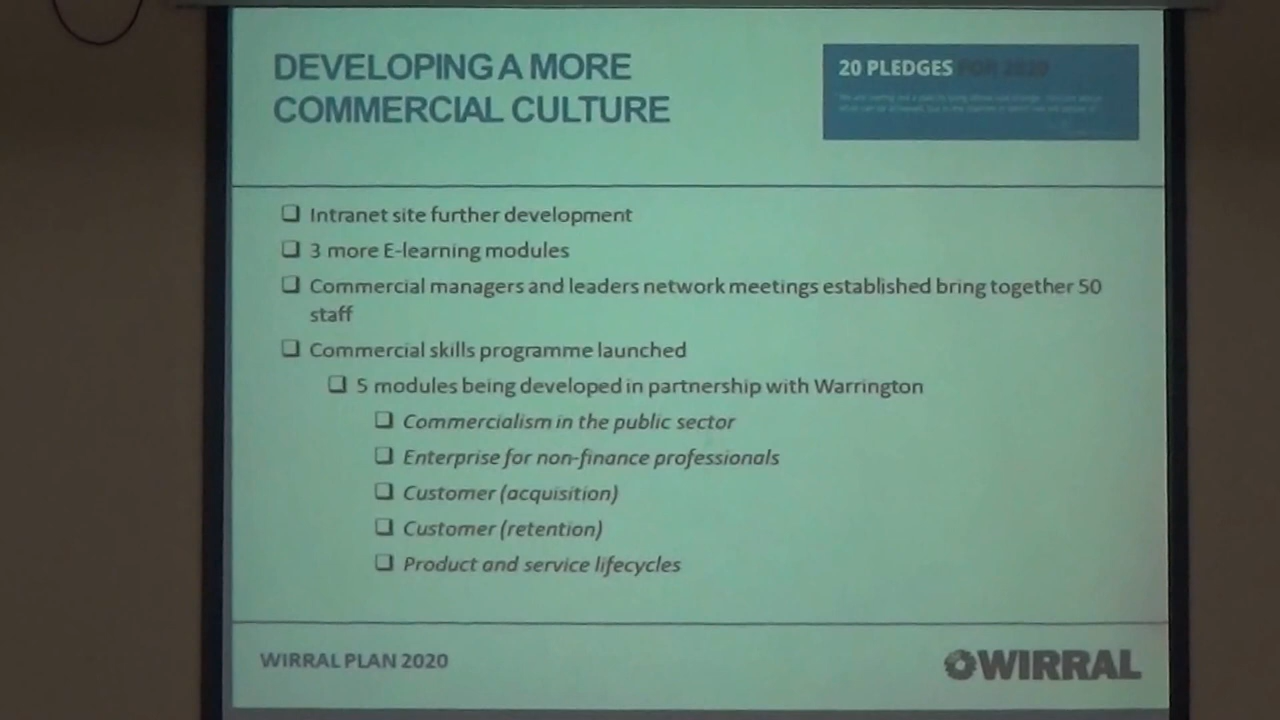 DEVELOPING A MORE
COMMERCIAL CULTURE
20 PLEDGES FOR 2020
❑ Intranet site further development
❑ 3 more E-learning modules
❑ Commercial managers and leaders network meetings established bring together 50
staff
❑ Commercial skills programme launched
❑ 5 modules being developed in partnership with Warrington
❑ Commercialism in the public sector
❑ Enterprise for non-finance professionals
❑ Customer (acquisition)
❑ Customer (retention)
❑ Product and service lifecycles
WIRRAL PLAN 2020
WIRRAL